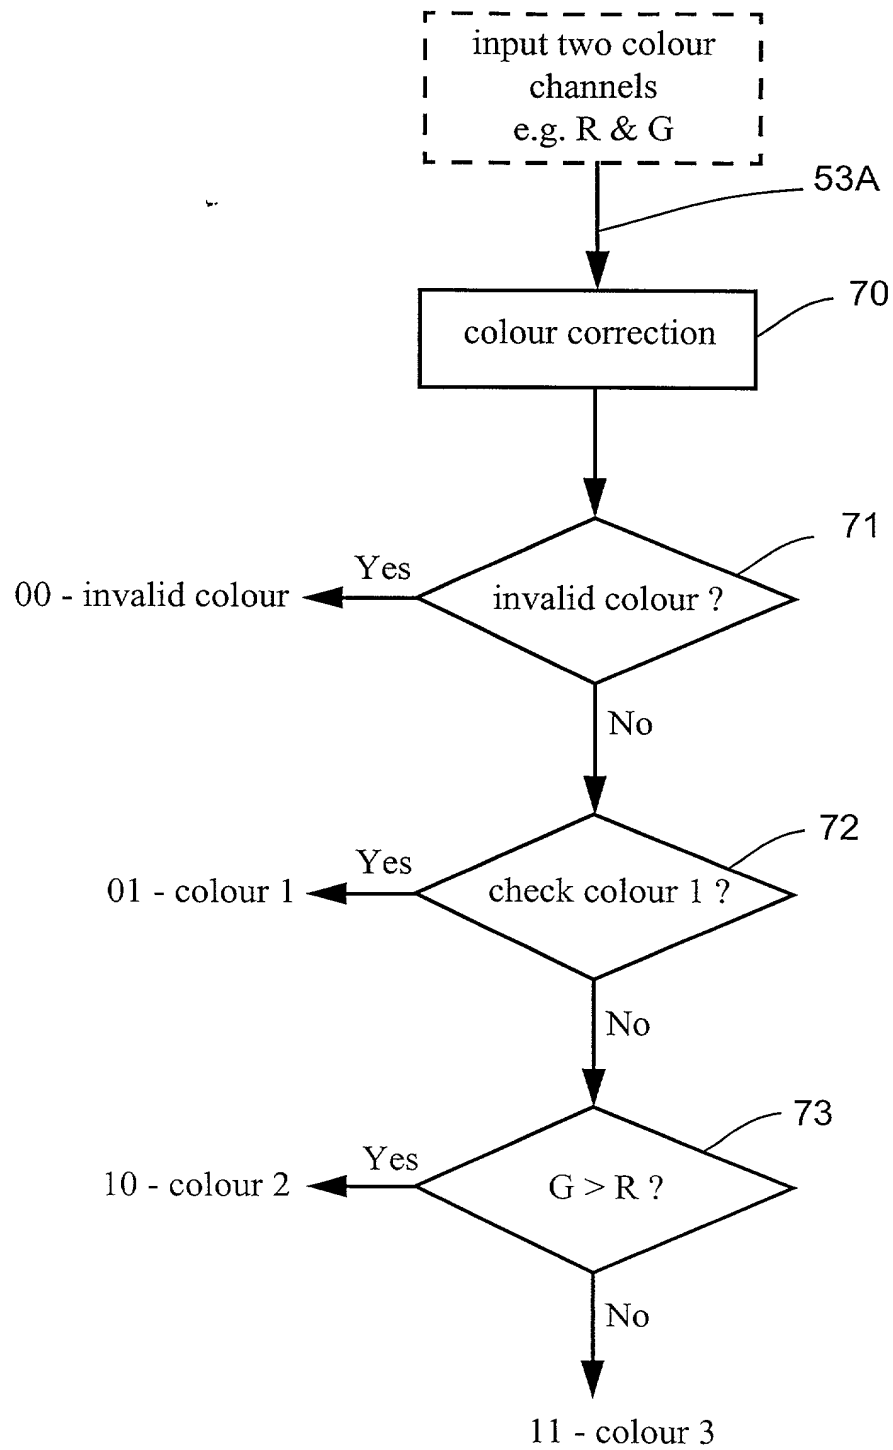 input two colour
channels
e.g. R & G
53A
70
colour correction
71
Yes
00 - invalid colour
invalid colour ?
No
72
Yes
01 - colour 1
check colour 1 ?
No
73
Yes
10 - colour 2
G > R ?
No
11 - colour 3